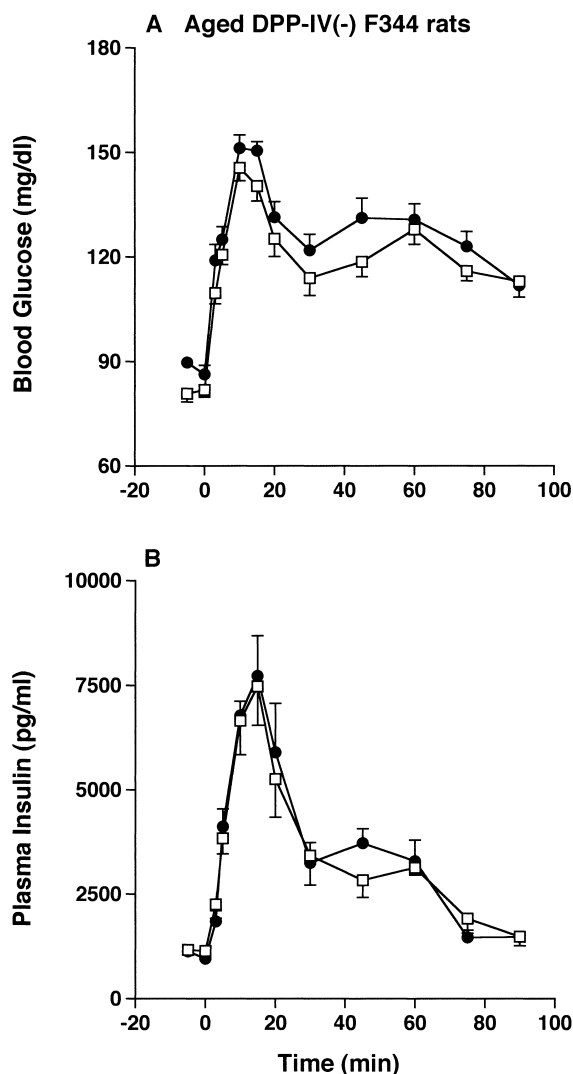 A Aged DPP-IV(-) F344 rats
180
150
120
90
60
Blood Glucose (mg/dl)
-20 0 20 40 60 80 100
B
10000
7500
5000
2500
0
Plasma Insulin (pg/ml)
-20 0 20 40 60 80 100
Time (min)